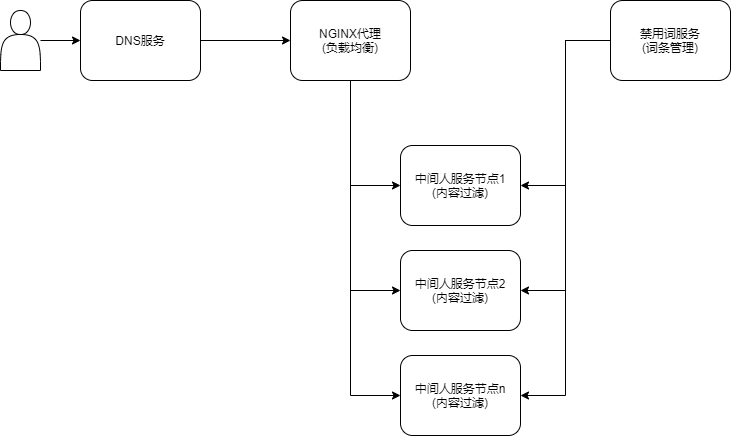 DNS服务
NGINX代理
(负载均衡)
禁用词服务
(词条管理)
中间人服务节点1
(内容过滤)
中间人服务节点2
(内容过滤)
中间人服务节点n
(内容过滤)